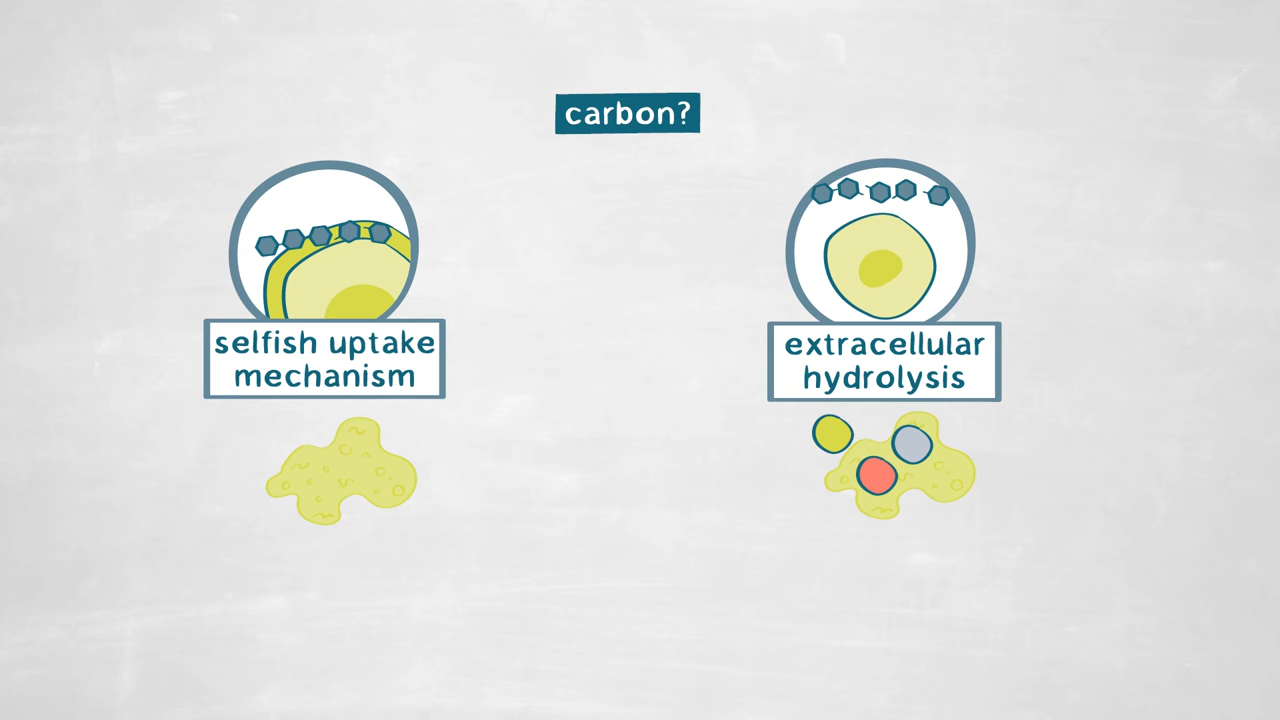 carbon?
selfish uptake
mechanism
extracellular
hydrolysis